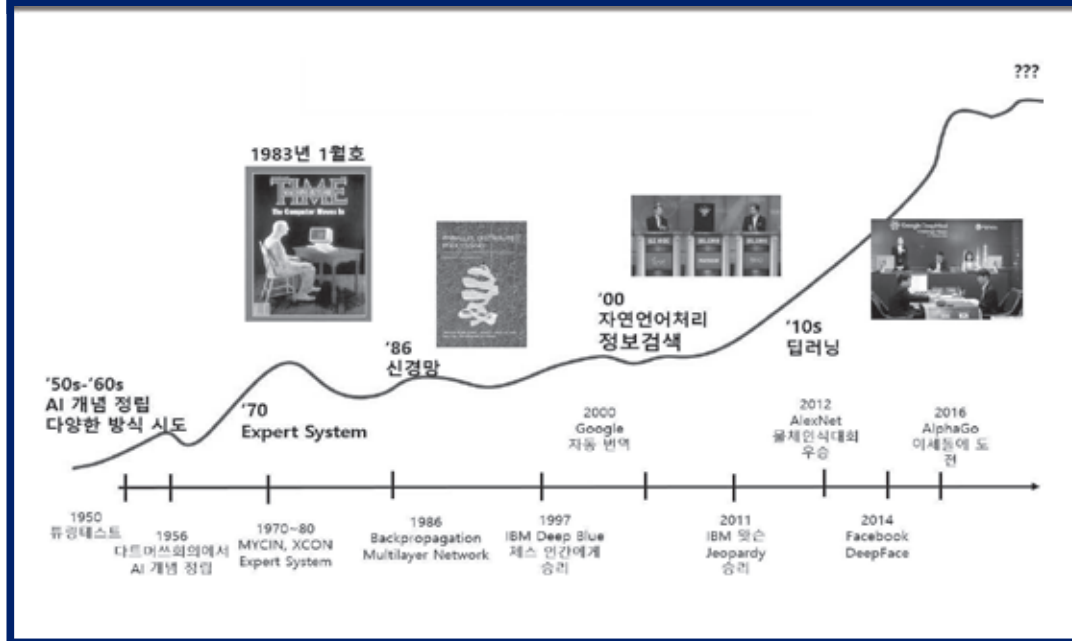 ???
1983년 1월호
TIME
The Computer Moves In
'00
자연언어처리
정보검색
'10s
딥러닝
'86
신경망
'50s-'60s
AI 개념 정립
다양한 방식 시도
'70
Expert System
2000
Google
자동 번역
2012
AlexNet
물체인식대회
우승
2016
AlphaGo
이세돌에 도
전
1950
튜링테스트
1956
다트머쓰회의에서
AI 개념 정립
1970~80
MYCIN, XCON
Expert System
1986
Backpropagation
Multilayer Network
1997
IBM Deep Blue
체스 인간에게
승리
2011
IBM 왓슨
Jeopardy
승리
2014
Facebook
DeepFace